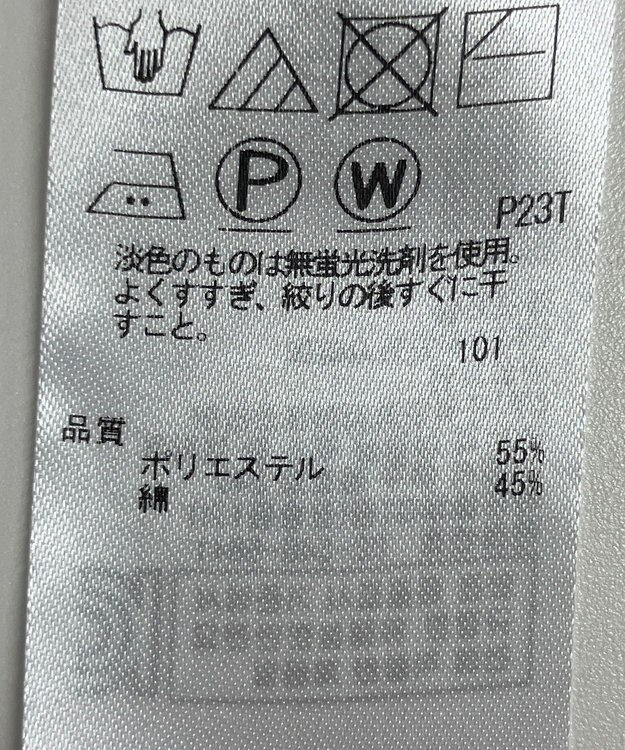 P W
P23T
淡色のものは無蛍光洗剤を使用。
よくすすぎ、絞りの後すぐに干
すこと。
101
品質
ポリエステル 55%
綿 45%